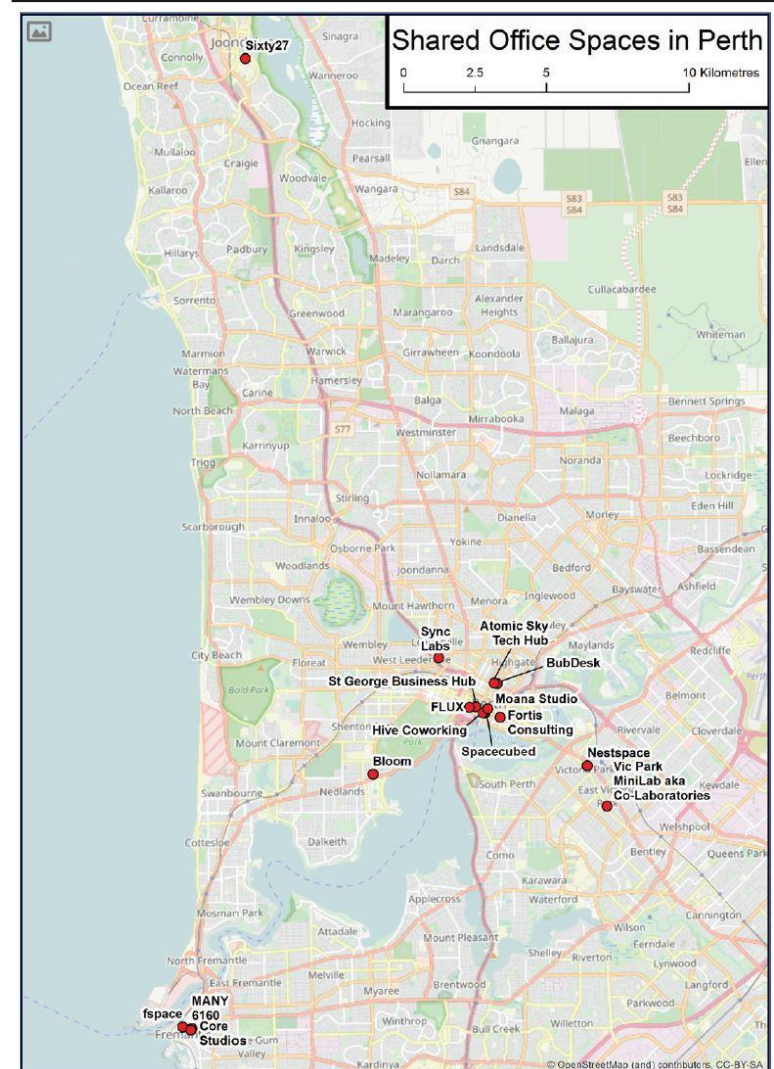 Shared Office Spaces in Perth
0 2.5 5 10 Kilometres
Currambine
Sinagra
Connolly
Sixty27
Wanneroo
Ocean Reef
Hocking
Mullaloo
Pearsall
Gnangara
Craigie
Woodvale
Wangara
Kallaroo
S84
S83
S84
S83
S84
Hillarys
Padbury
Kingsley
Landsdale
Madeley
Darch
Cullacabardee
Sorrento
Greenwood
Marangaroo
Alexander
Heights
Whiteman
Ballajura
Marmion
Warwick
Girrawheen
Koondoola
Watermans
Bay
Hamersley
Carine
Balga
Bennett Springs
North Beach
Mirrabooka
Malaga
S77
Westminster
Beechboro
Karrinyup
Noranda
Trigg
Nollamara
Lockridge
Stirling
Eden Hill
Scarborough
Innaloo
Dianella
Morley
Osborne Park
Yokine
Bassendean
Woodlands
Joondanna
Bedford
Bayswater
Ashfield
Wembley Downs
Menora
Inglewood
Mount Hawthorn
Atomic Sky
Tech Hub
Sync
Labs
Maylands
Wembley
Redcliffe
City Beach
Floreat
West Leederville
Highgate
BubDesk
St George Business Hub
Belmont
Bold Park
Moana Studio
FLUX
Fortis
Consulting
Hive Coworking
Rivervale
Cloverdale
Mount Claremont
Spacecubed
Nestspace
Bloom
Vic Park
MiniLab aka
Co-Laboratories
Kewdale
South Perth
Swanbourne
Nedlands
Welshpool
Cottesloe
Dalkeith
Como
Bentley
Queens Park
Karawara
Applecross
Waterford
Mosman Park
Cannington
Attadale
Wilson
Mount Pleasant
Ferndale
North Fremantle
Shelley
Riverton
Lynwood
East Fremantle
Melville
Langford
MANY
6160
Myaree
Brentwood
Parkwood
fspace
Core
Studios
Winthrop
Bull Creek
Willetton
Valley
Kardinya
© OpenStreetMap (and) contributors, CC-BY-SA